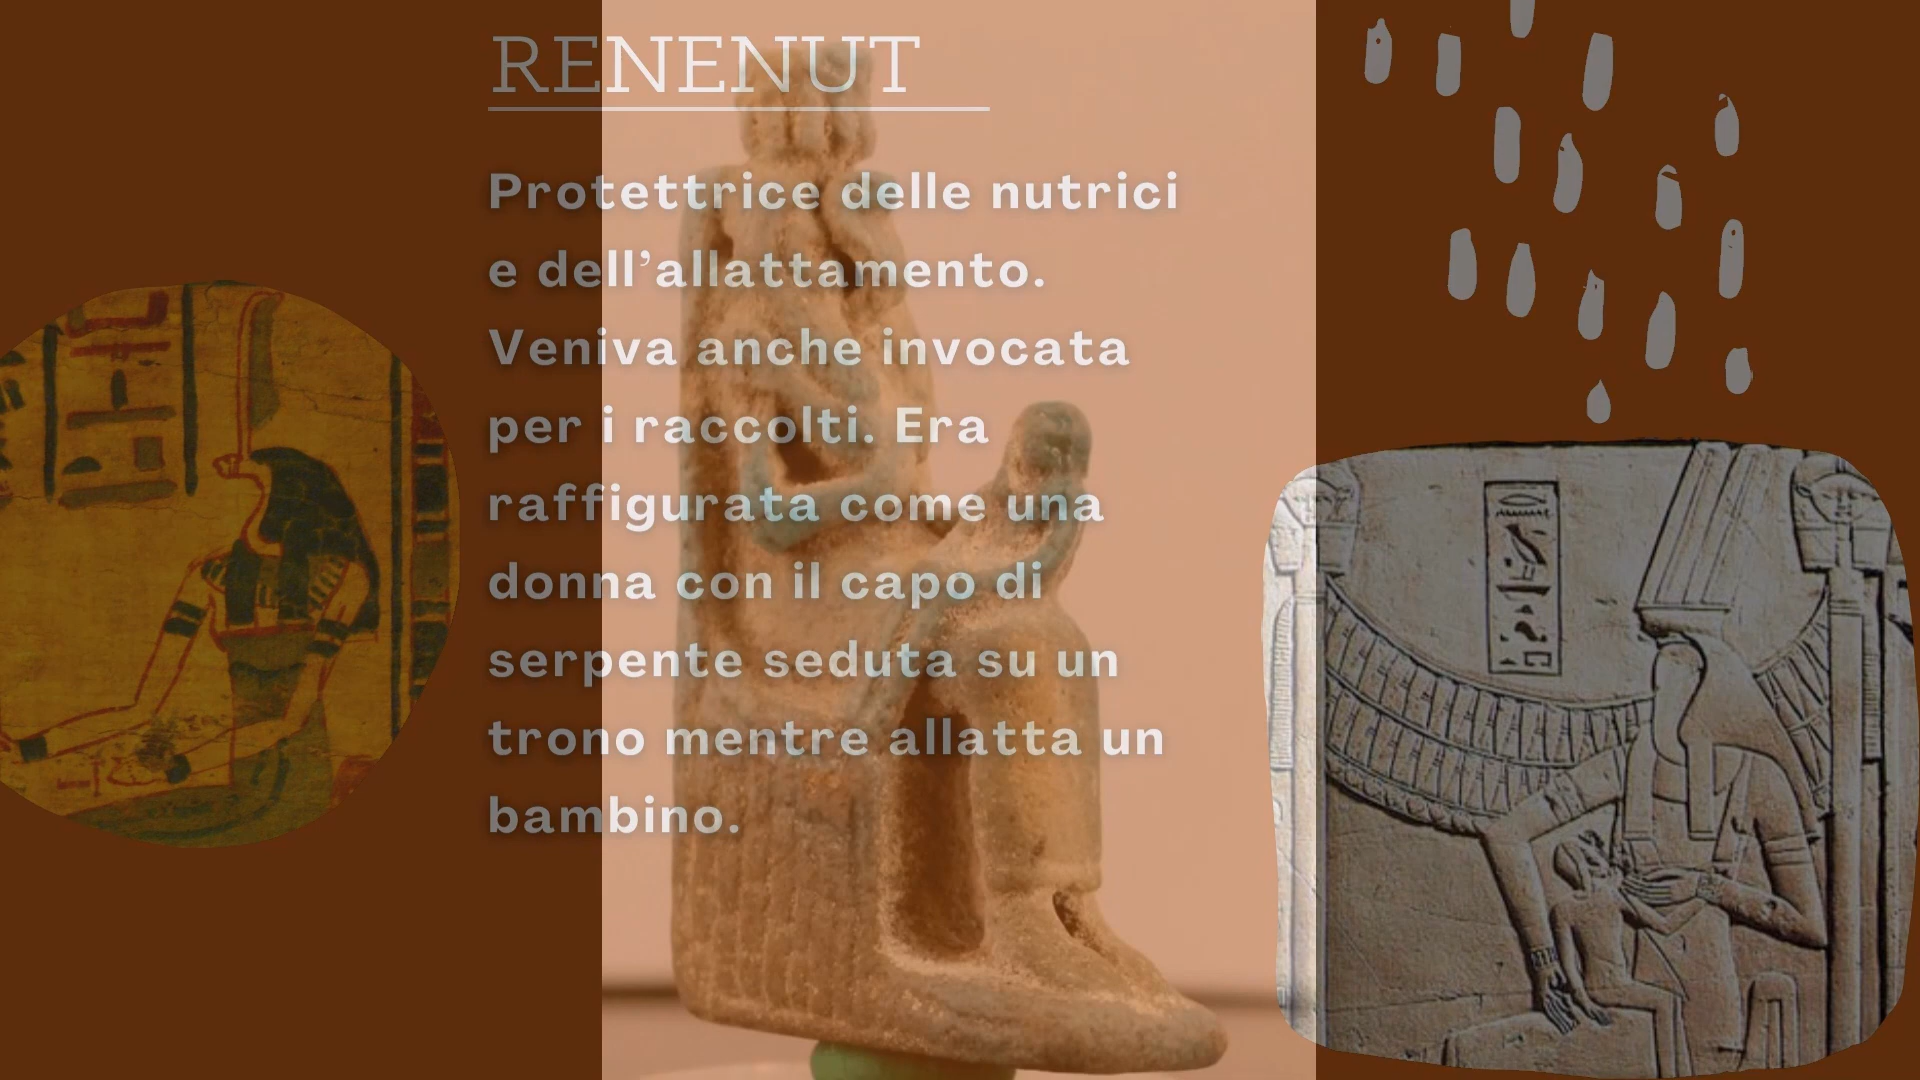 RENENUT
Protettrice delle nutrici
e dell’allattamento.
Veniva anche invocata
per i raccolti. Era
raffigurata come una
donna con il capo di
serpente seduta su un
trono mentre allatta un
bambino.